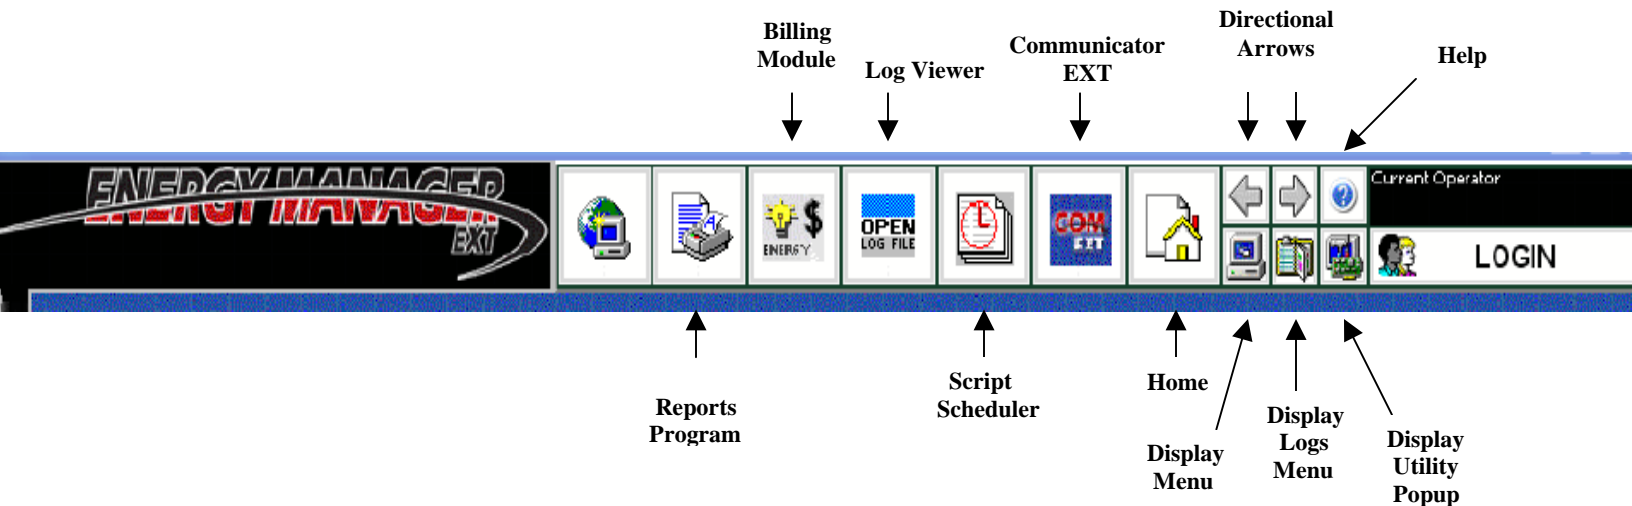 Billing
Module
Log Viewer
Communicator
EXT
Directional
Arrows
Help
ENERGY MANAGER
EXT
ENERGY
$
OPEN
LOG FILE
COM
EXT
?
Current Operator
LOGIN
Reports
Program
Script
Scheduler
Home
Display
Menu
Display
Logs
Menu
Display
Utility
Popup